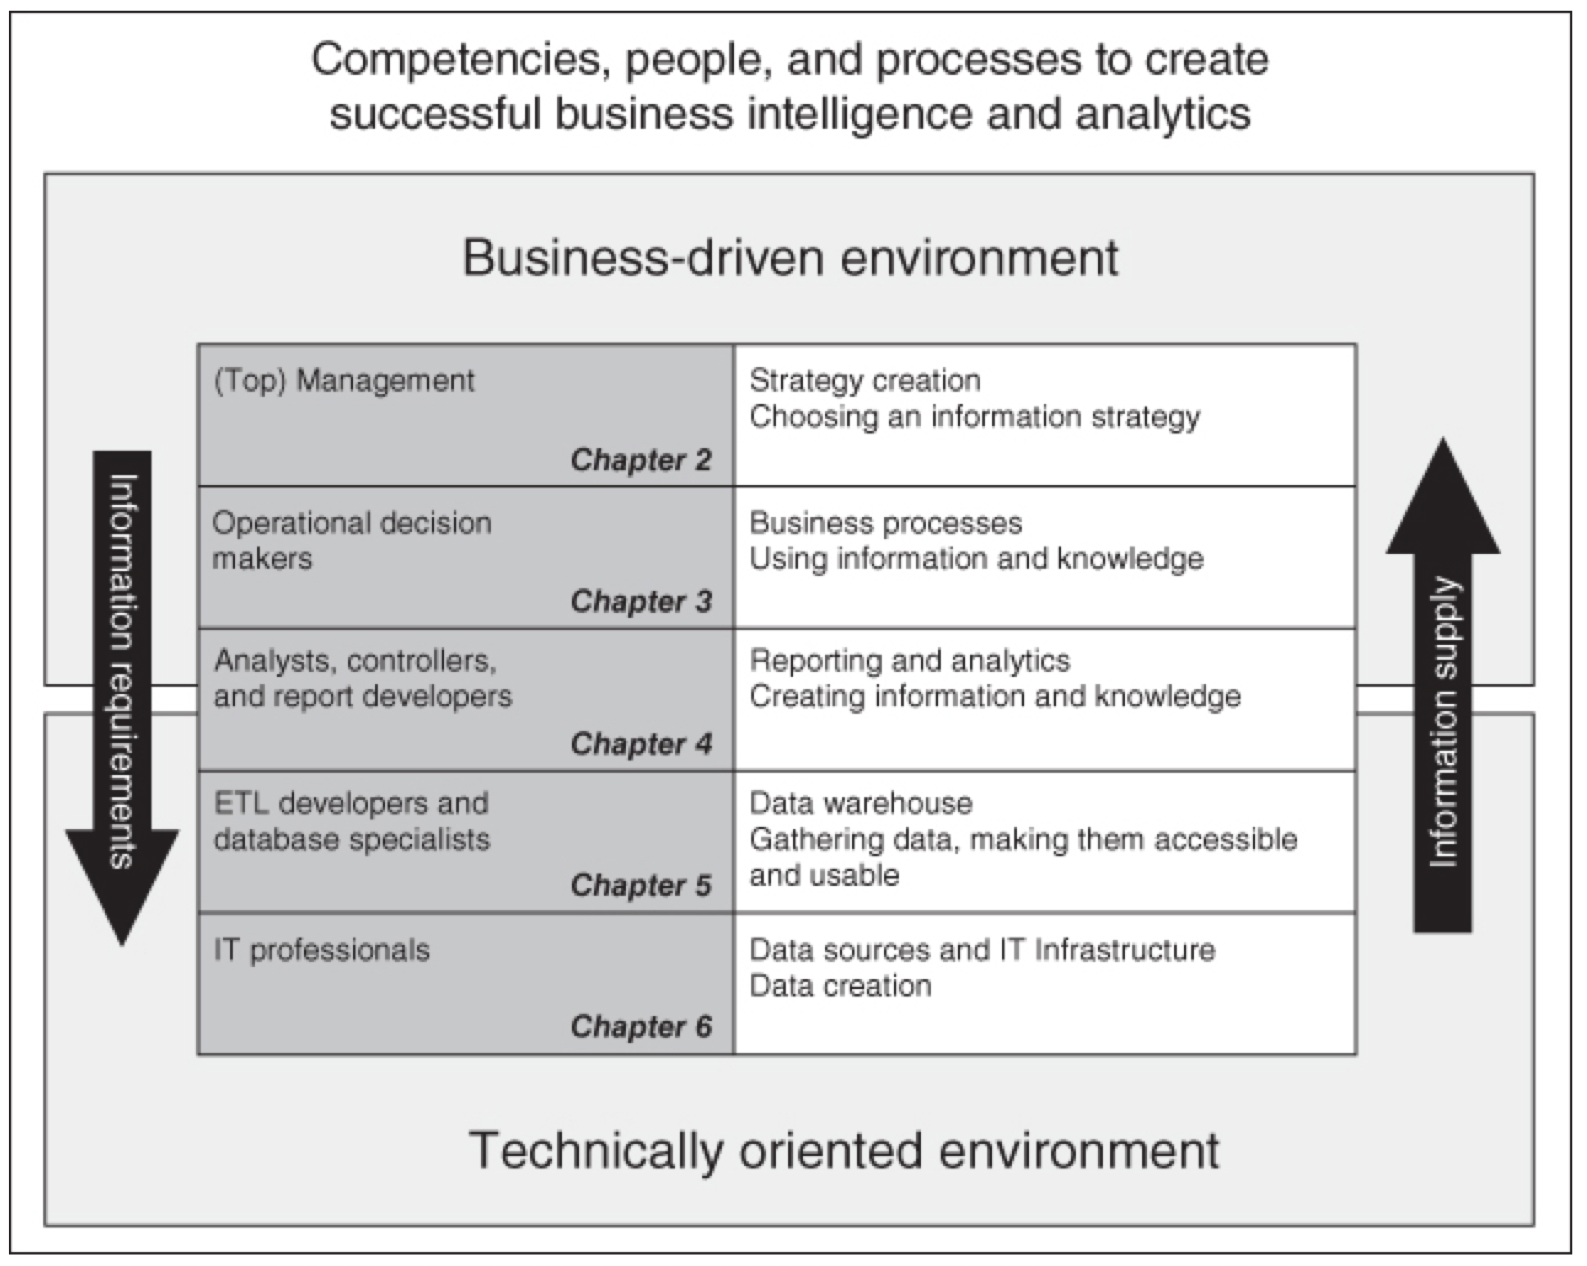 Competencies, people, and processes to create
successful business intelligence and analytics
Business-driven environment
(Top) Management
Chapter 2
Strategy creation
Choosing an information strategy
Operational decision
makers
Chapter 3
Business processes
Using information and knowledge
Analysts, controllers,
and report developers
Chapter 4
Reporting and analytics
Creating information and knowledge
ETL developers and
database specialists
Chapter 5
Data warehouse
Gathering data, making them accessible
and usable
IT professionals
Chapter 6
Data sources and IT Infrastructure
Data creation
Information requirements
Information supply
Technically oriented environment